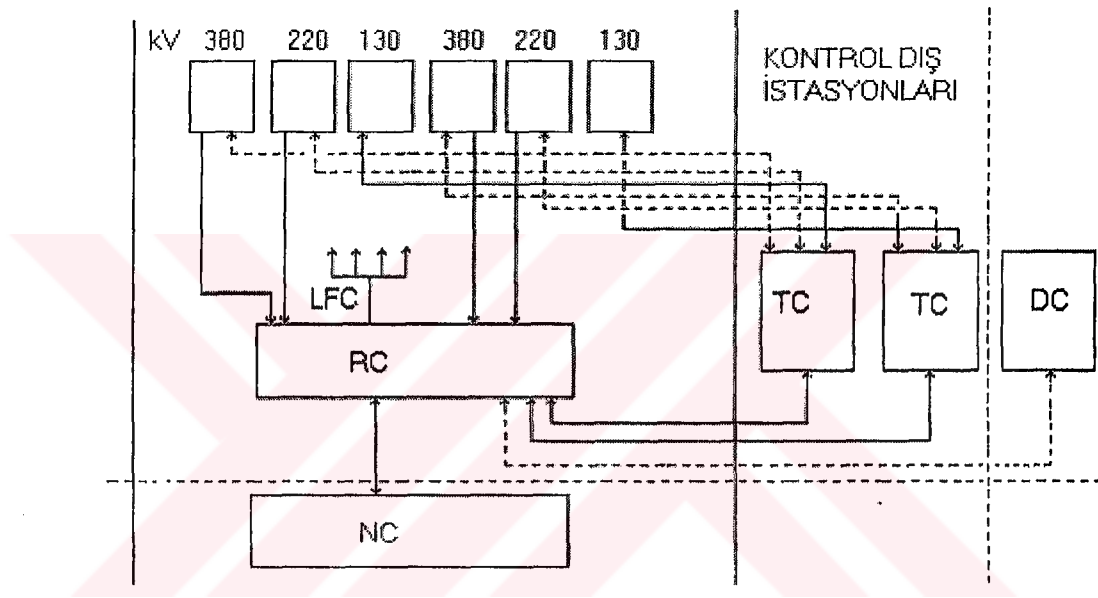 kV 380 220 130 380 220 130
KONTROL DIŞ
İSTASYONLARI
LFC
TC
TC
DC
RC
NC